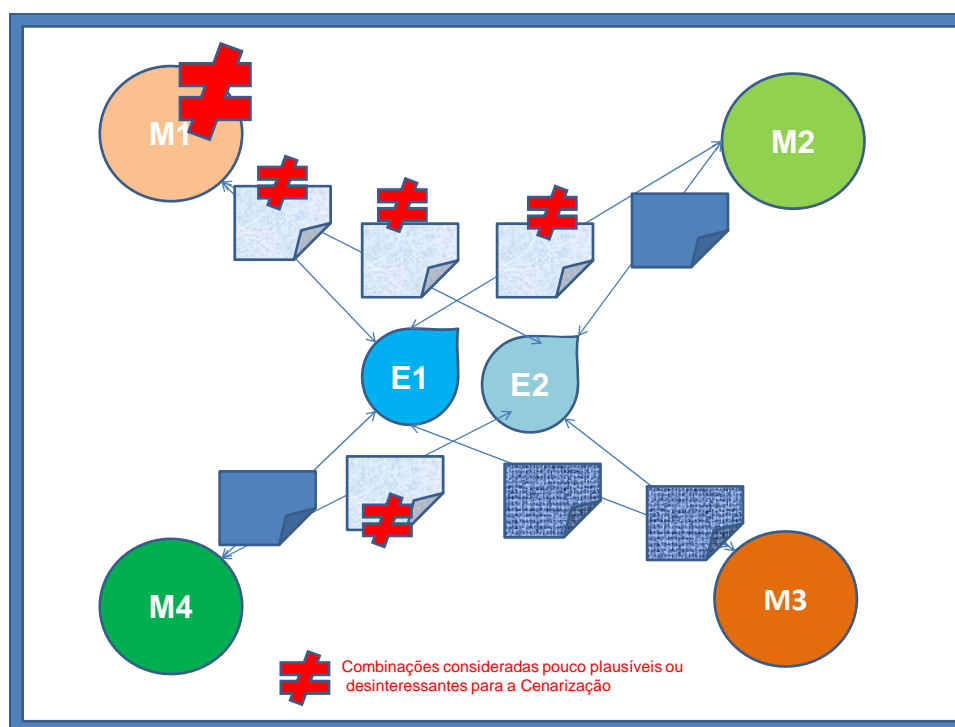 M1
M2
E1
E2
M4
M3
Combinações consideradas pouco plausíveis ou
desinteressantes para a Cenarização